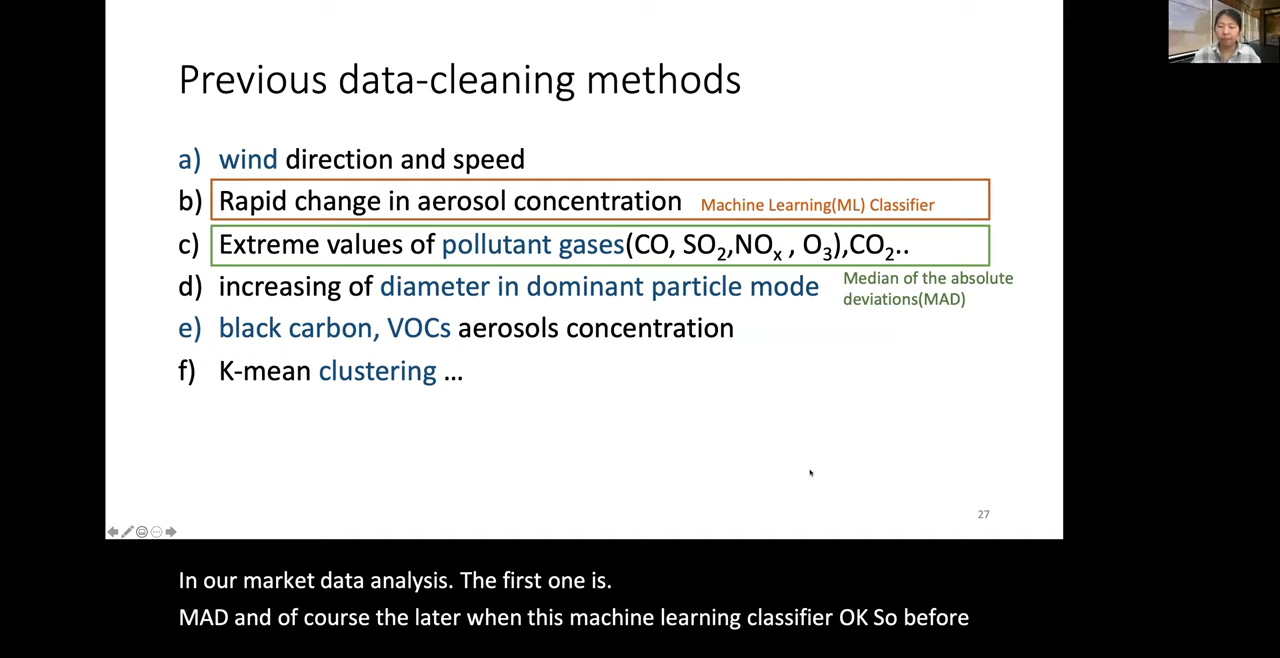 Previous data-cleaning methods
a) wind direction and speed
b) Rapid change in aerosol concentration Machine Learning(ML) Classifier
c) Extreme values of pollutant gases(CO, SO₂,NOₓ , O₃),CO₂..
d) increasing of diameter in dominant particle mode
Median of the absolute
deviations(MAD)
e) black carbon, VOCs aerosols concentration
f) K-mean clustering ...
27
In our market data analysis. The first one is.
MAD and of course the later when this machine learning classifier OK So before